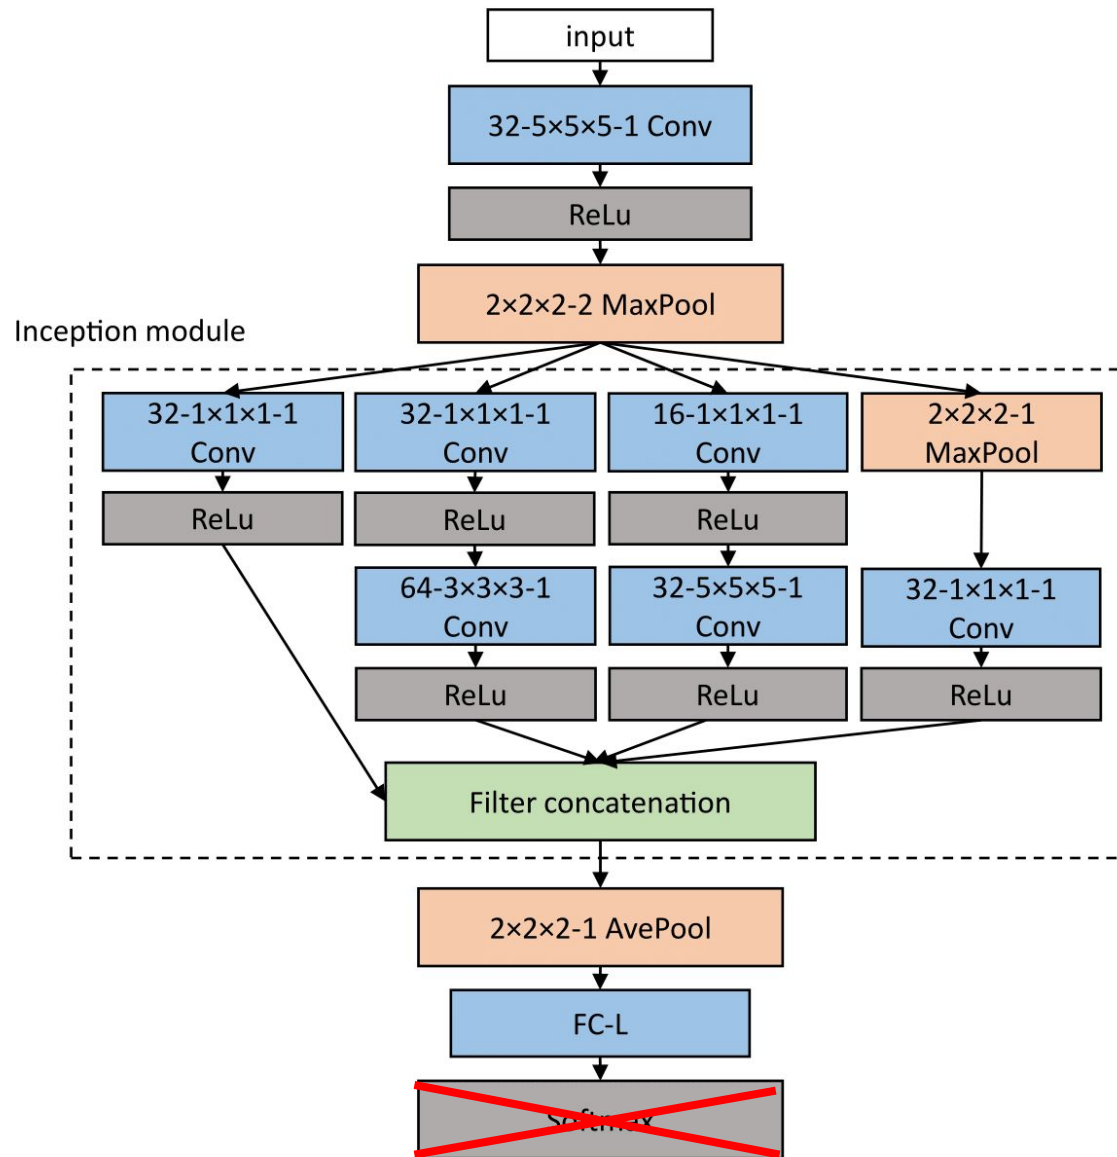 input
32-5×5×5-1 Conv
ReLu
2×2×2-2 MaxPool
Inception module
32-1×1×1-1
Conv
32-1×1×1-1
Conv
16-1×1×1-1
Conv
2×2×2-1
MaxPool
ReLu
ReLu
ReLu
64-3×3×3-1
Conv
32-5×5×5-1
Conv
32-1×1×1-1
Conv
ReLu
ReLu
ReLu
Filter concatenation
2×2×2-1 AvePool
FC-L
Softmax